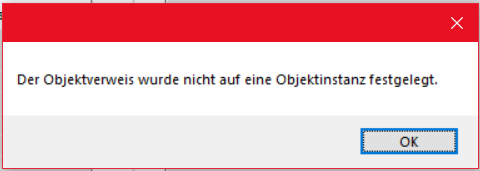 Der Objektverweis wurde nicht auf eine Objektinstanz festgelegt.
OK